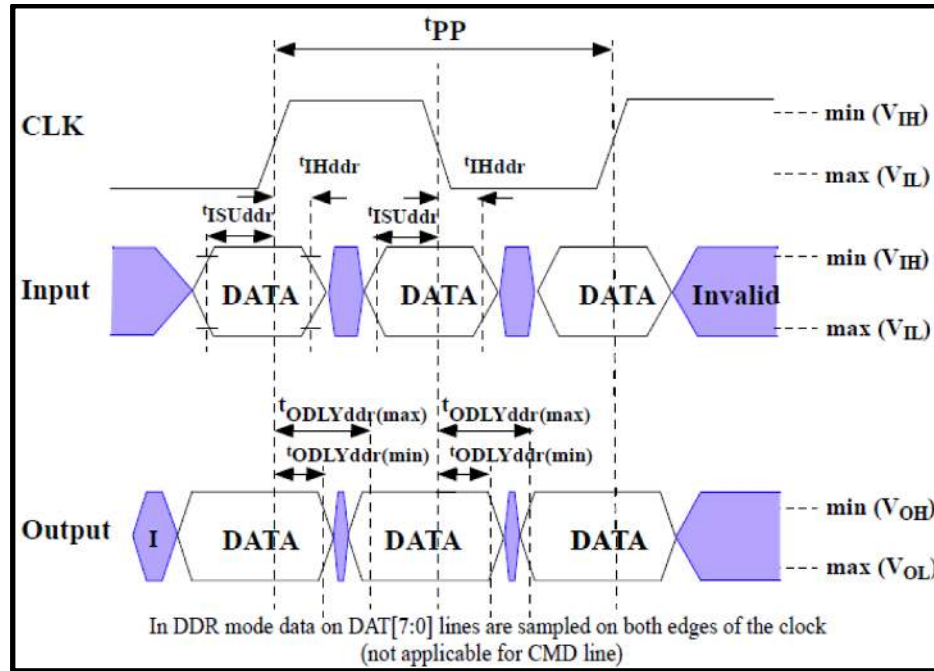 tPP
CLK
min (VIH)
max (VIL)
tIHddr
tIHddr
tISUddr
tISUddr
Input
DATA
DATA
DATA
Invalid
min (VIH)
max (VIL)
tODLYddr(max)
tODLYddr(max)
tODLYddr(min)
tODLYddr(min)
Output
I
DATA
DATA
DATA
min (VOH)
max (VOL)
In DDR mode data on DAT[7:0] lines are sampled on both edges of the clock
(not applicable for CMD line)